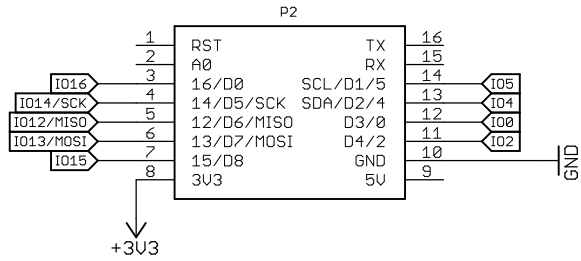 P2
1 RST TX 16
2 A0 RX 15
IO16 3 16/D0 SCL/D1/5 14 IO5
IO14/SCK 4 14/D5/SCK SDA/D2/4 13 IO4
IO12/MISO 5 12/D6/MISO D3/0 12 IO0
IO13/MOSI 6 13/D7/MOSI D4/2 11 IO2
IO15 7 15/D8 GND 10 GND
8 3V3 5V 9
+3V3